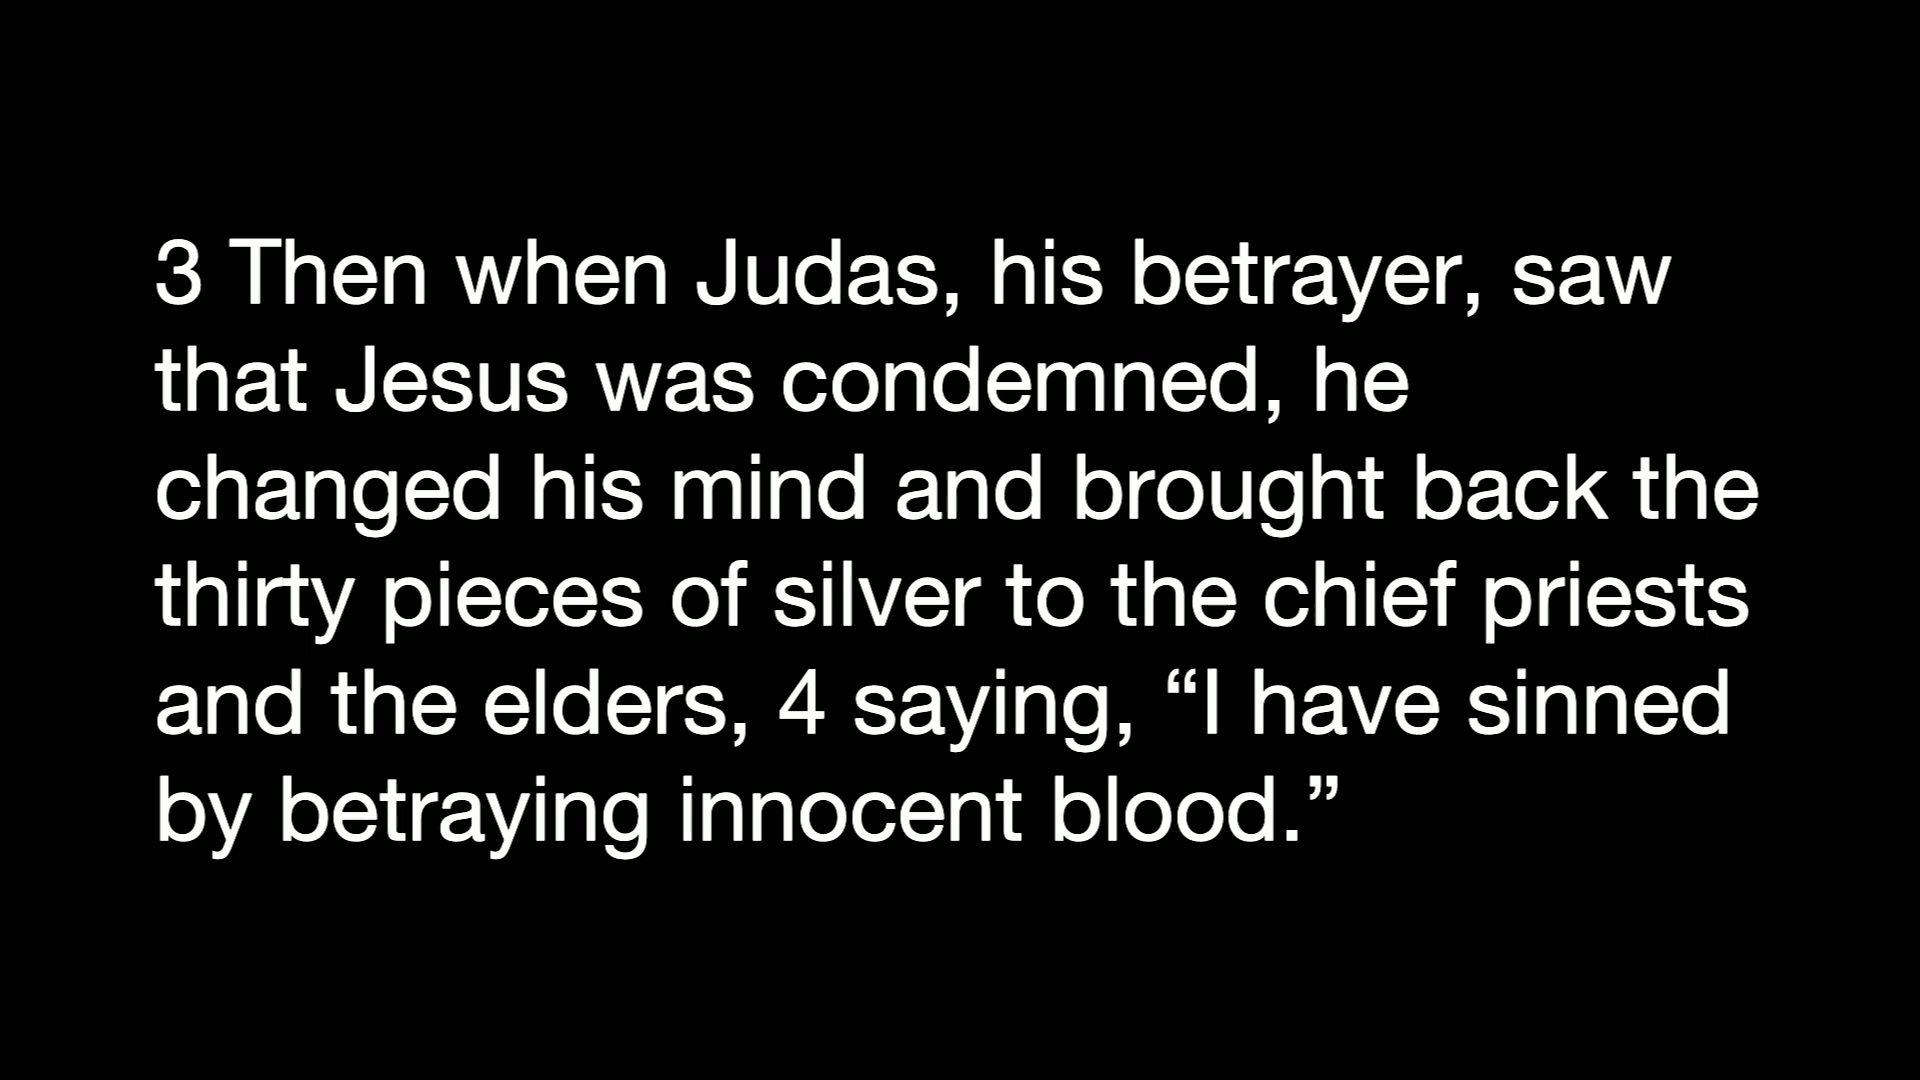 3 Then when Judas, his betrayer, saw
that Jesus was condemned, he
changed his mind and brought back the
thirty pieces of silver to the chief priests
and the elders, 4 saying, “I have sinned
by betraying innocent blood.”